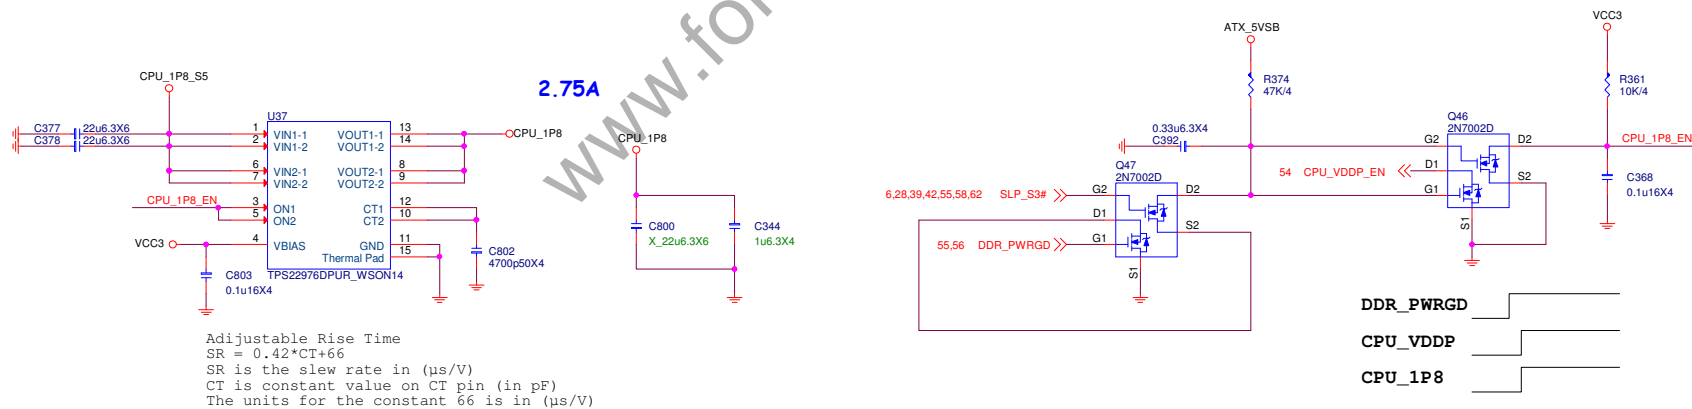 www.fo
CPU_1P8_S5
2.75A
U37
C377
22u6.3X6
C378
22u6.3X6
1
2
6
7
3
5
4
VIN1-1
VIN1-2
VIN2-1
VIN2-2
ON1
ON2
VBIAS
VOUT1-1
VOUT1-2
VOUT2-1
VOUT2-2
CT1
CT2
GND
Thermal Pad
13
14
8
9
12
10
11
15
TPS22976DPUR_WSON14
CPU_1P8_EN
VCC3
C803
0.1u16X4
C802
4700p50X4
CPU_1P8
CPU_1P8
C800
X_22u6.3X6
C344
1u6.3X4
Adjustable Rise Time
SR = 0.42*CT+66
SR is the slew rate in (µs/V)
CT is constant value on CT pin (in pF)
The units for the constant 66 is in (µs/V)
ATX_5VSB
R374
47K/4
0.33u6.3X4
C392
Q47
2N7002D
6,28,39,42,55,58,62 SLP_S3#
G2
D2
D1
S2
55,56 DDR_PWRGD
G1
S1
VCC3
R361
10K/4
Q46
2N7002D
G2
D2
CPU_1P8_EN
54 CPU_VDDP_EN
D1
S2
G1
S1
C368
0.1u16X4
DDR_PWRGD
CPU_VDDP
CPU_1P8